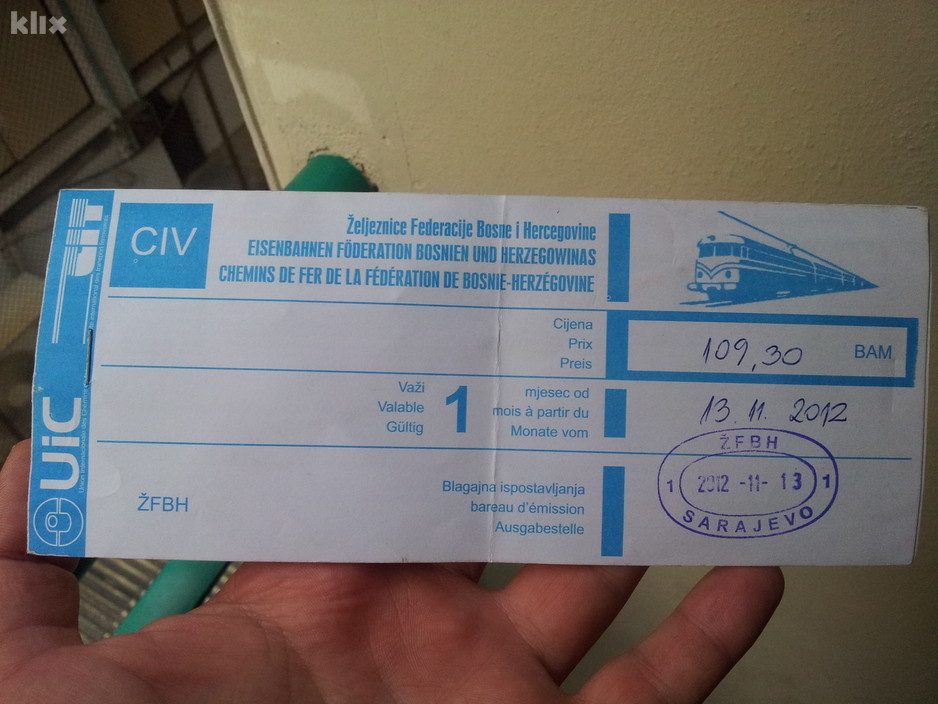 klix
CIV
Željeznice Federacije Bosne i Hercegovine
EISENBAHNEN FÖDERATION BOSNIEN UND HERZEGOWINAS
CHEMINS DE FER DE LA FÉDÉRATION DE BOSNIE-HERZÉGOVINE
Cijena
Prix
Preis
109,30 BAM
Važi
Valable
Gültig
1
mjesec od
mois à partir du
Monate vom
13. 11. 2012
ŽFBH
Blagajna ispostavljanja
bureau d'émission
Ausgabestelle
ŽFBH
1 2012 -11- 13 1
SARAJEVO
UIC